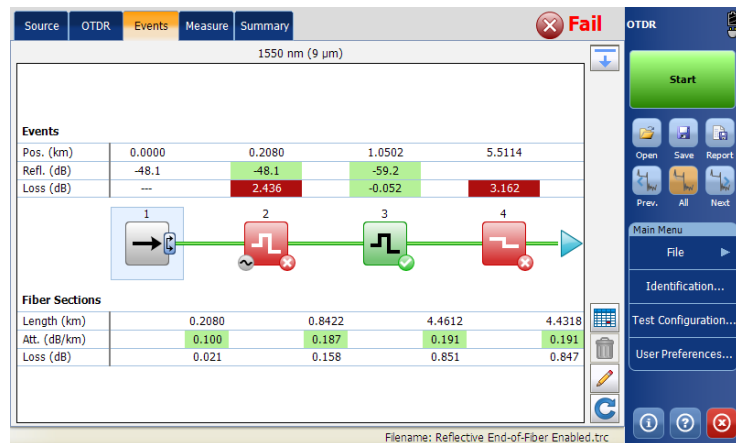 Source OTDR Events Measure Summary Fail
1550 nm (9 µm)
Events
Pos. (km) 0.0000 0.2080 1.0502 5.5114
Refl. (dB) -48.1 -48.1 -59.2
Loss (dB) --- 2.436 -0.052 3.162
1 2 3 4
Fiber Sections
Length (km) 0.2080 0.8422 4.4612 4.4318
Att. (dB/km) 0.100 0.187 0.191 0.191
Loss (dB) 0.021 0.158 0.851 0.847
Filename: Reflective End-of-Fiber Enabled.trc
OTDR
Start
Open Save Report
Prev. All Next
Main Menu
File
Identification...
Test Configuration...
User Preferences...